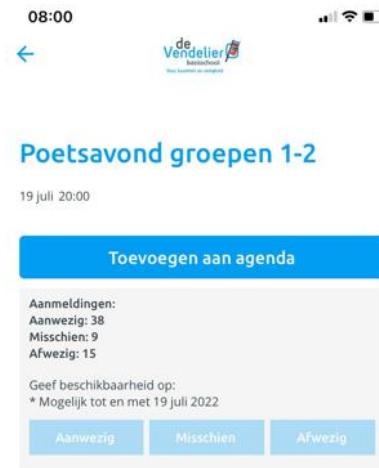 08:00
de
Vendelier
basisschool
Poetsavond groepen 1-2
19 juli 20:00
Toevoegen aan agenda
Aanmeldingen:
Aanwezig: 38
Misschien: 9
Afwezig: 15
Geef beschikbaarheid op:
* Mogelijk tot en met 19 juli 2022
Aanwezig Misschien Afwezig